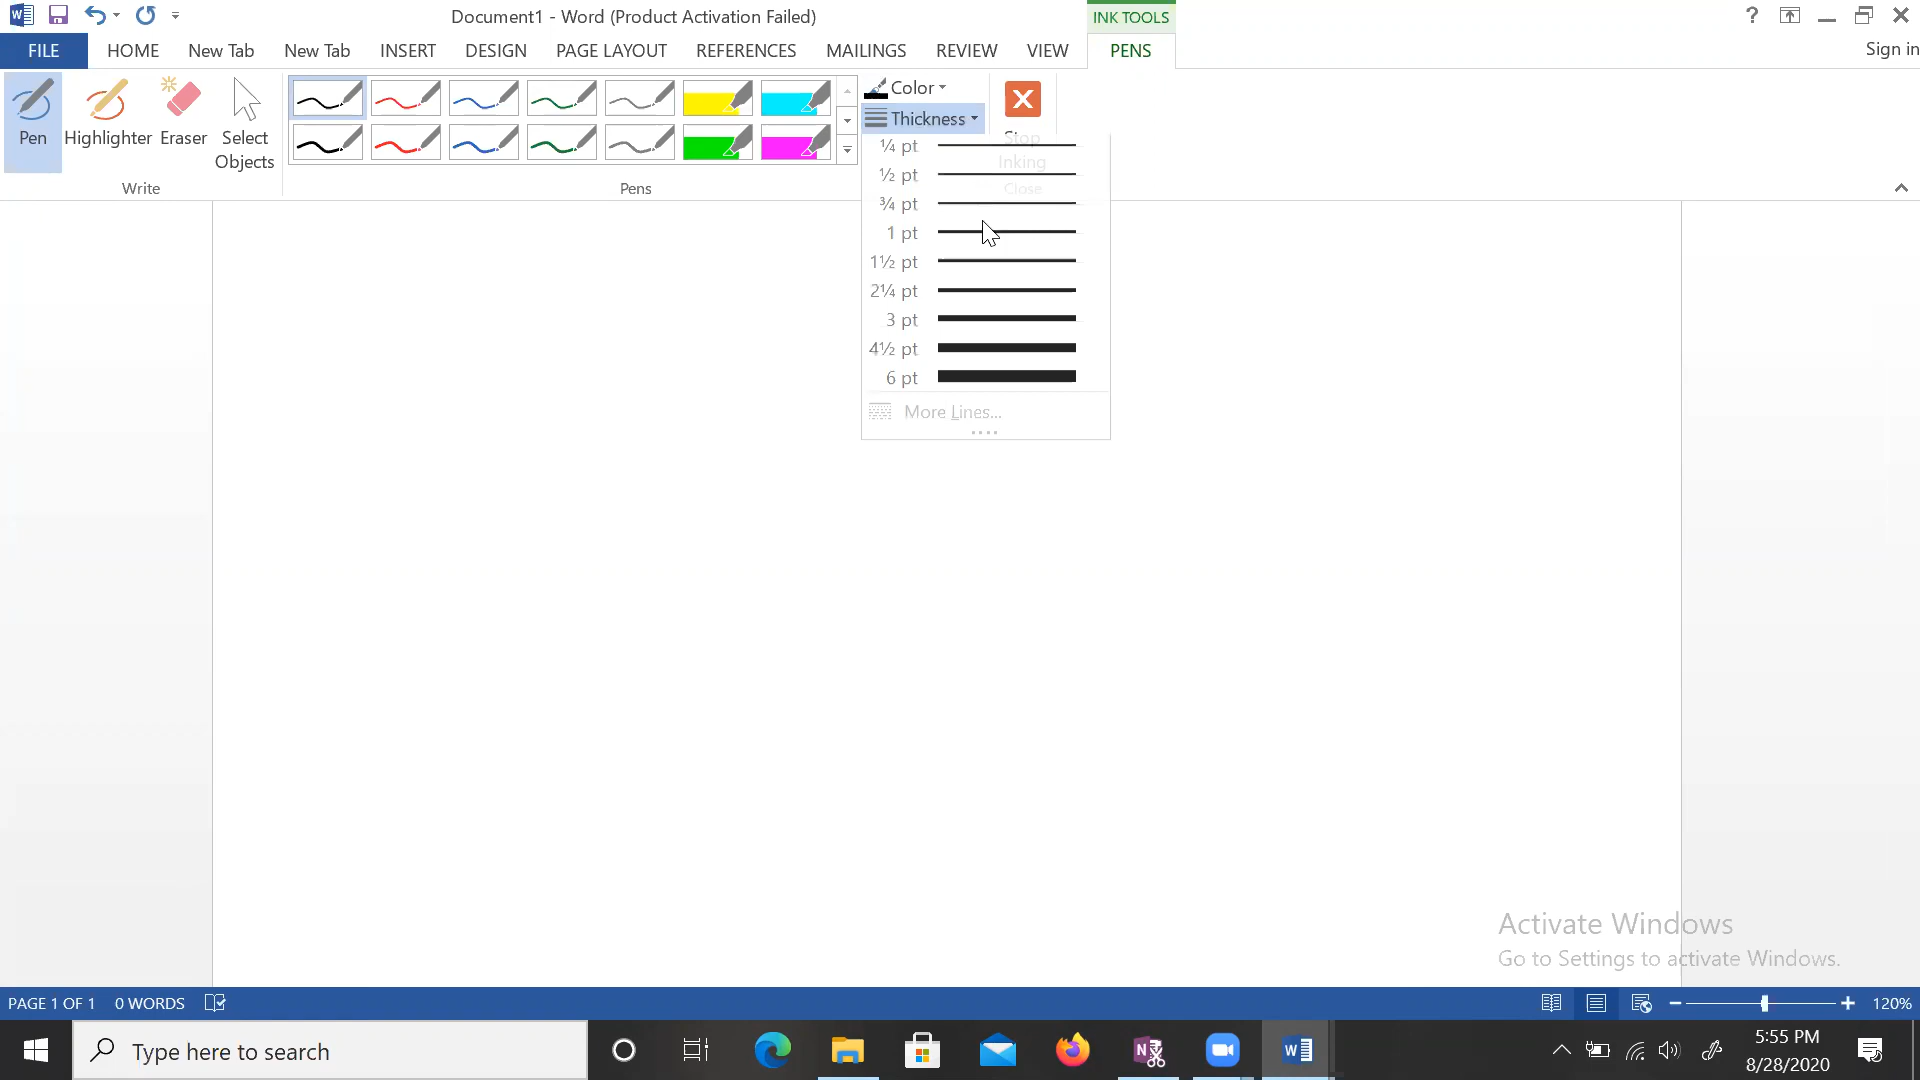 Document1 - Word (Product Activation Failed)
INK TOOLS
?
FILE
HOME
New Tab
New Tab
INSERT
DESIGN
PAGE LAYOUT
REFERENCES
MAILINGS
REVIEW
VIEW
PENS
Sign in
Pen
Highlighter
Eraser
Select
Objects
Write
Pens
Color
Thickness
Stop
Inking
Close
¼ pt
½ pt
¾ pt
1 pt
1½ pt
2¼ pt
3 pt
4½ pt
6 pt
More Lines...
Activate Windows
Go to Settings to activate Windows.
PAGE 1 OF 1
0 WORDS
120%
Type here to search
5:55 PM
8/28/2020